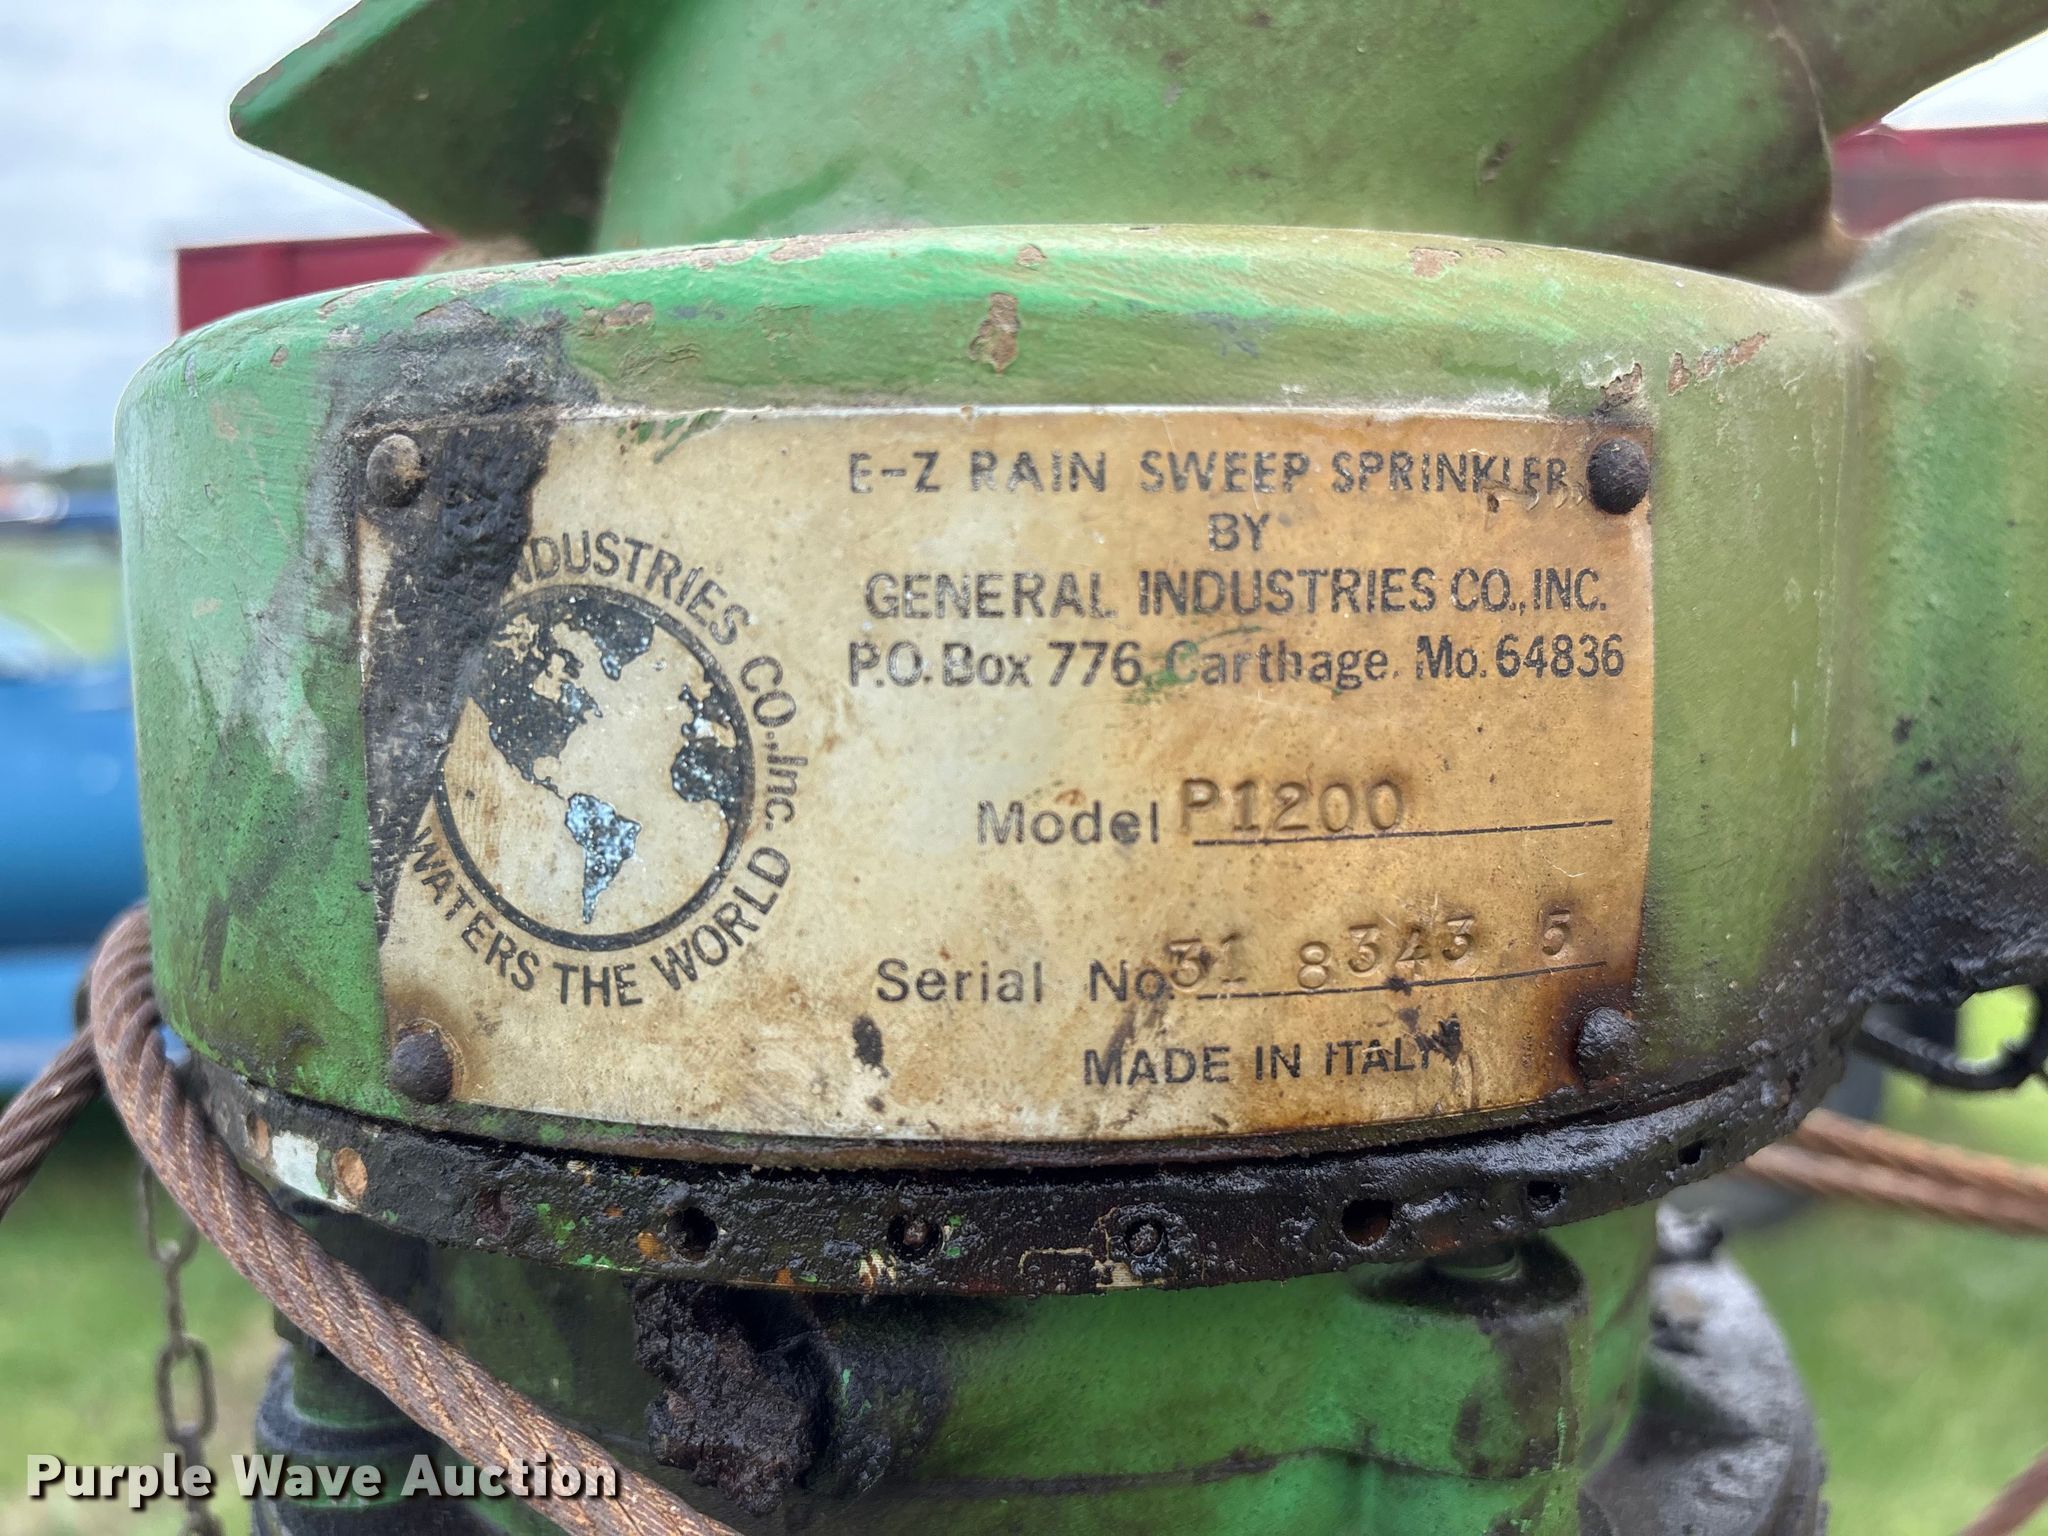 E-Z RAIN SWEEP SPRINKLER
BY
GENERAL INDUSTRIES CO., INC.
P.O. Box 776, Carthage, Mo. 64836
INDUSTRIES CO., Inc.
WATERS THE WORLD
Model P1200
Serial No. 31 8343 5
MADE IN ITALY
Purple Wave Auction